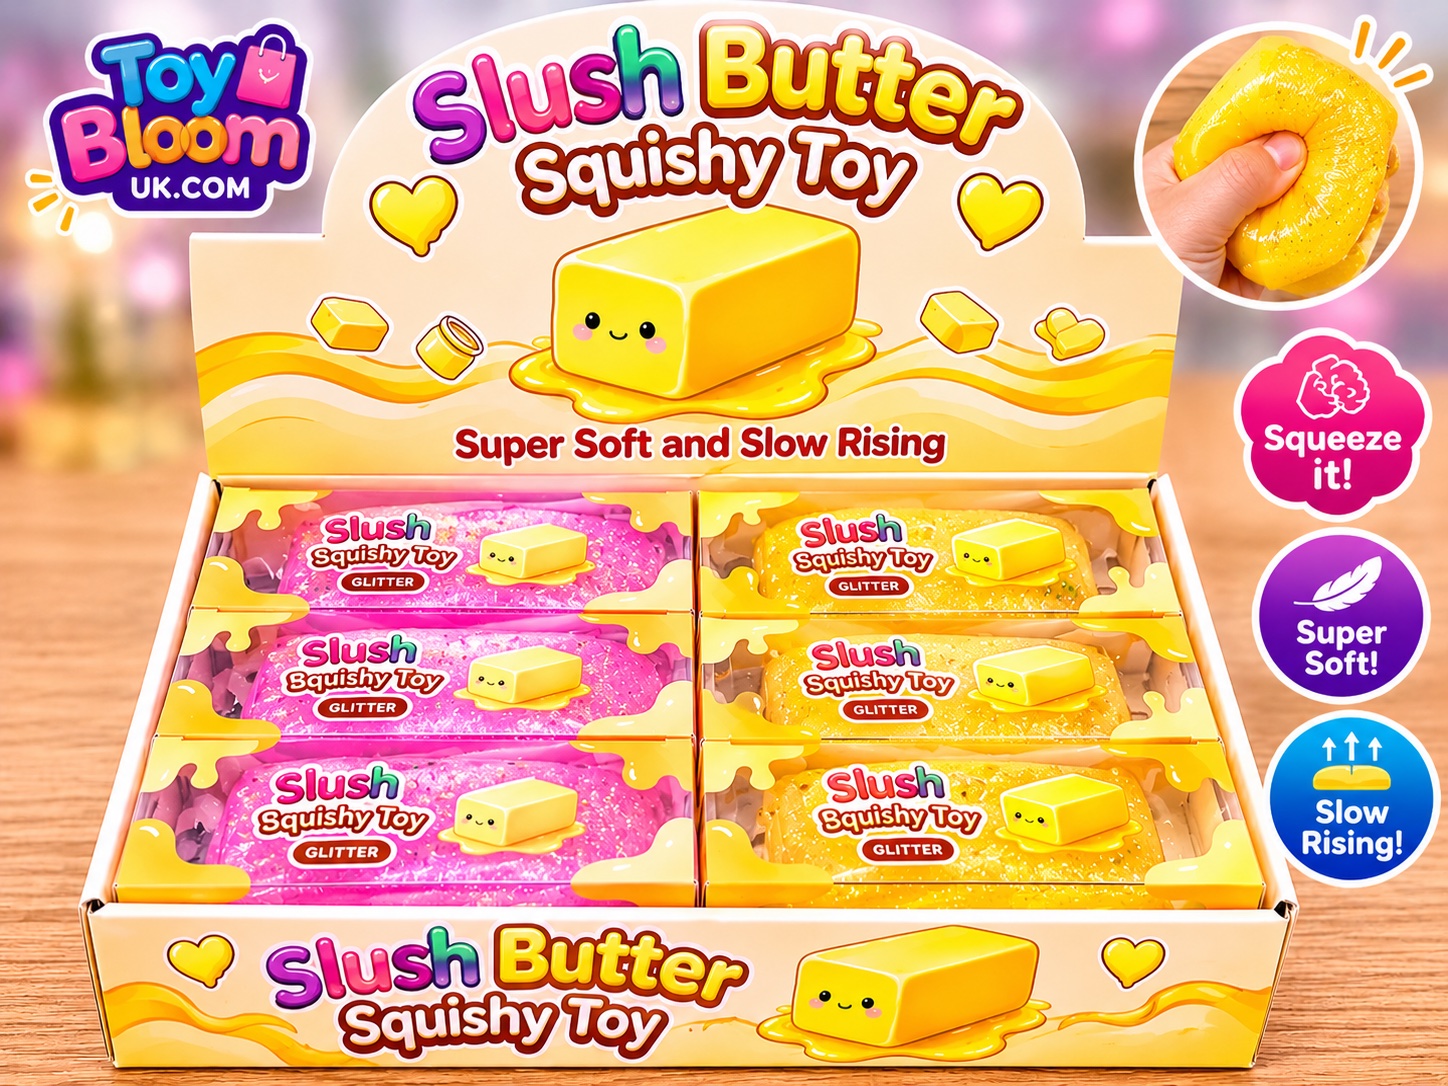 Toy
Bloom
UK.COM
Slush Butter
Squishy Toy
Super Soft and Slow Rising
Squeeze
it!
Super
Soft!
Slow
Rising!
Slush
Squishy Toy
GLITTER
Slush
Squishy Toy
GLITTER
Slush
Bquishy Toy
GLITTER
Slush
Squishy Toy
GLITTER
Slush
Squishy Toy
GLITTER
Slush
Squishy Toy
GLITTER
Slush Butter
Squishy Toy